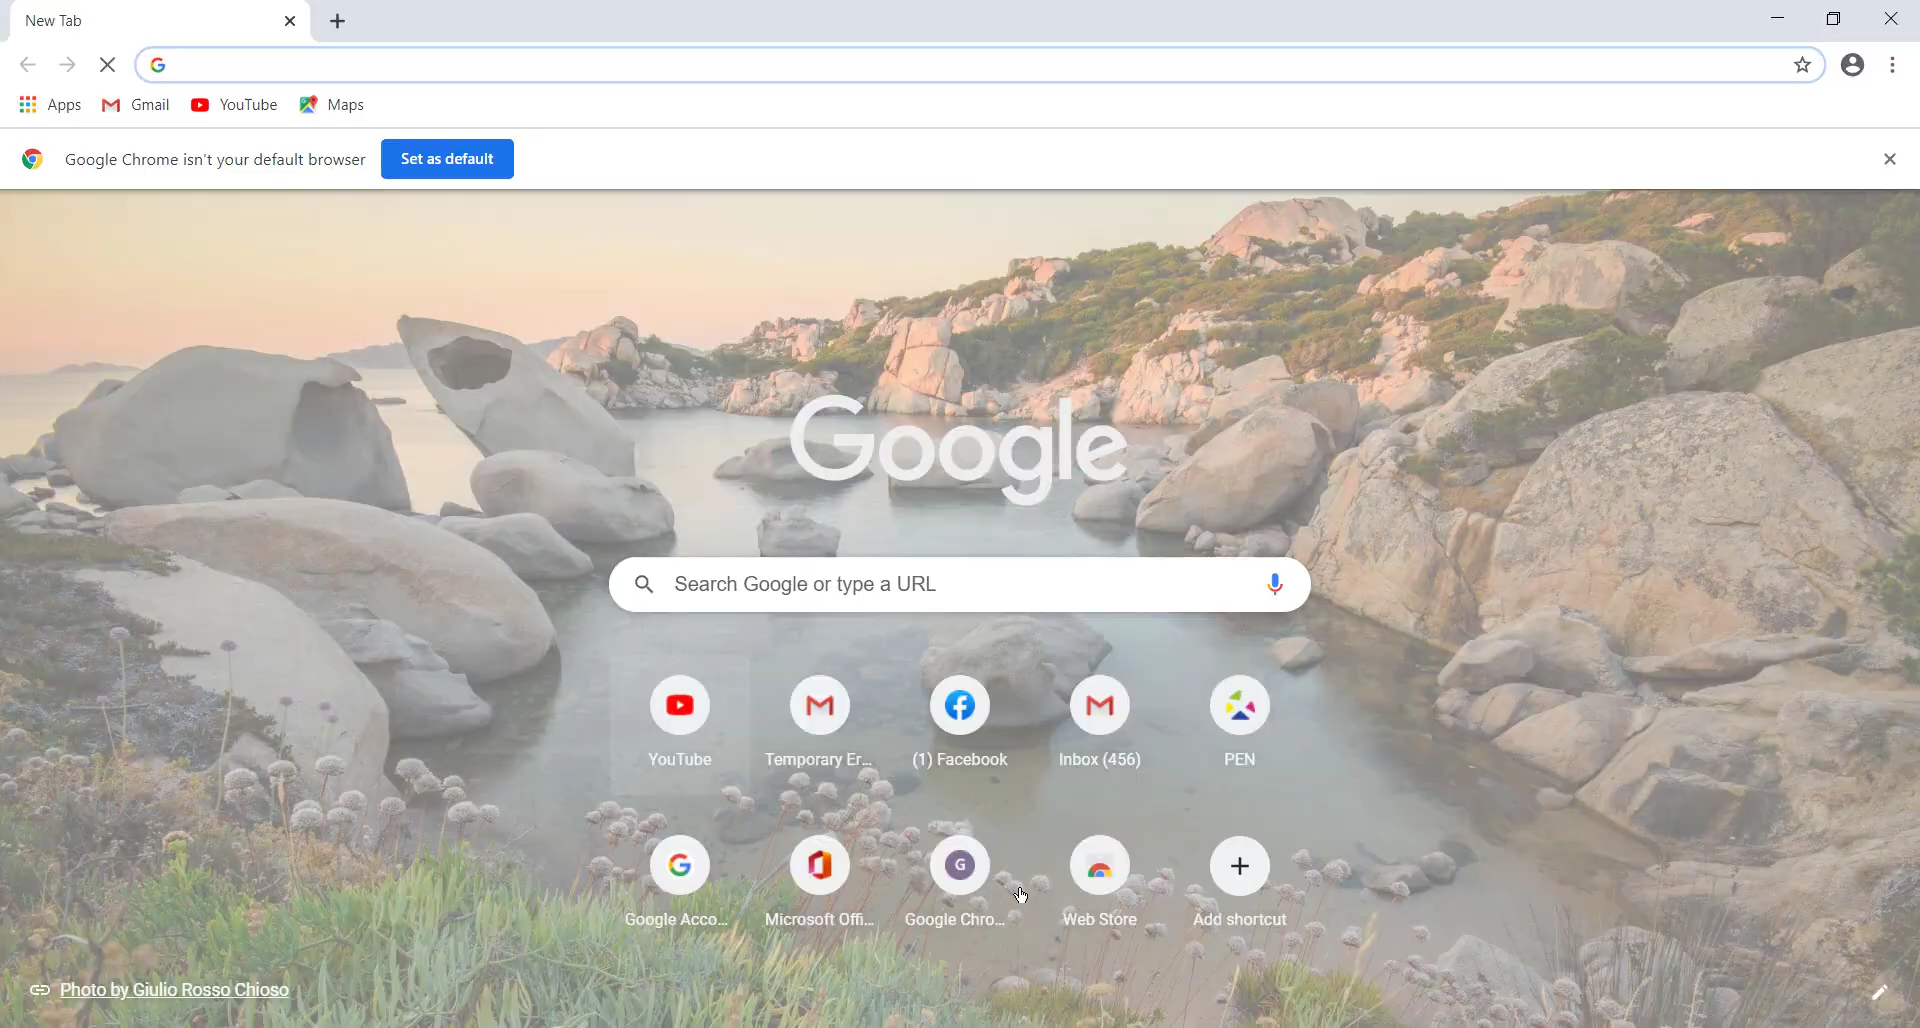 New Tab
Apps Gmail YouTube Maps
Google Chrome isn't your default browser Set as default
Google
Search Google or type a URL
YouTube Temporary Er... (1) Facebook Inbox (456) PEN
G
Google Acco... Microsoft Offi... Google Chro... Web Store Add shortcut
Photo by Giulio Rosso Chioso